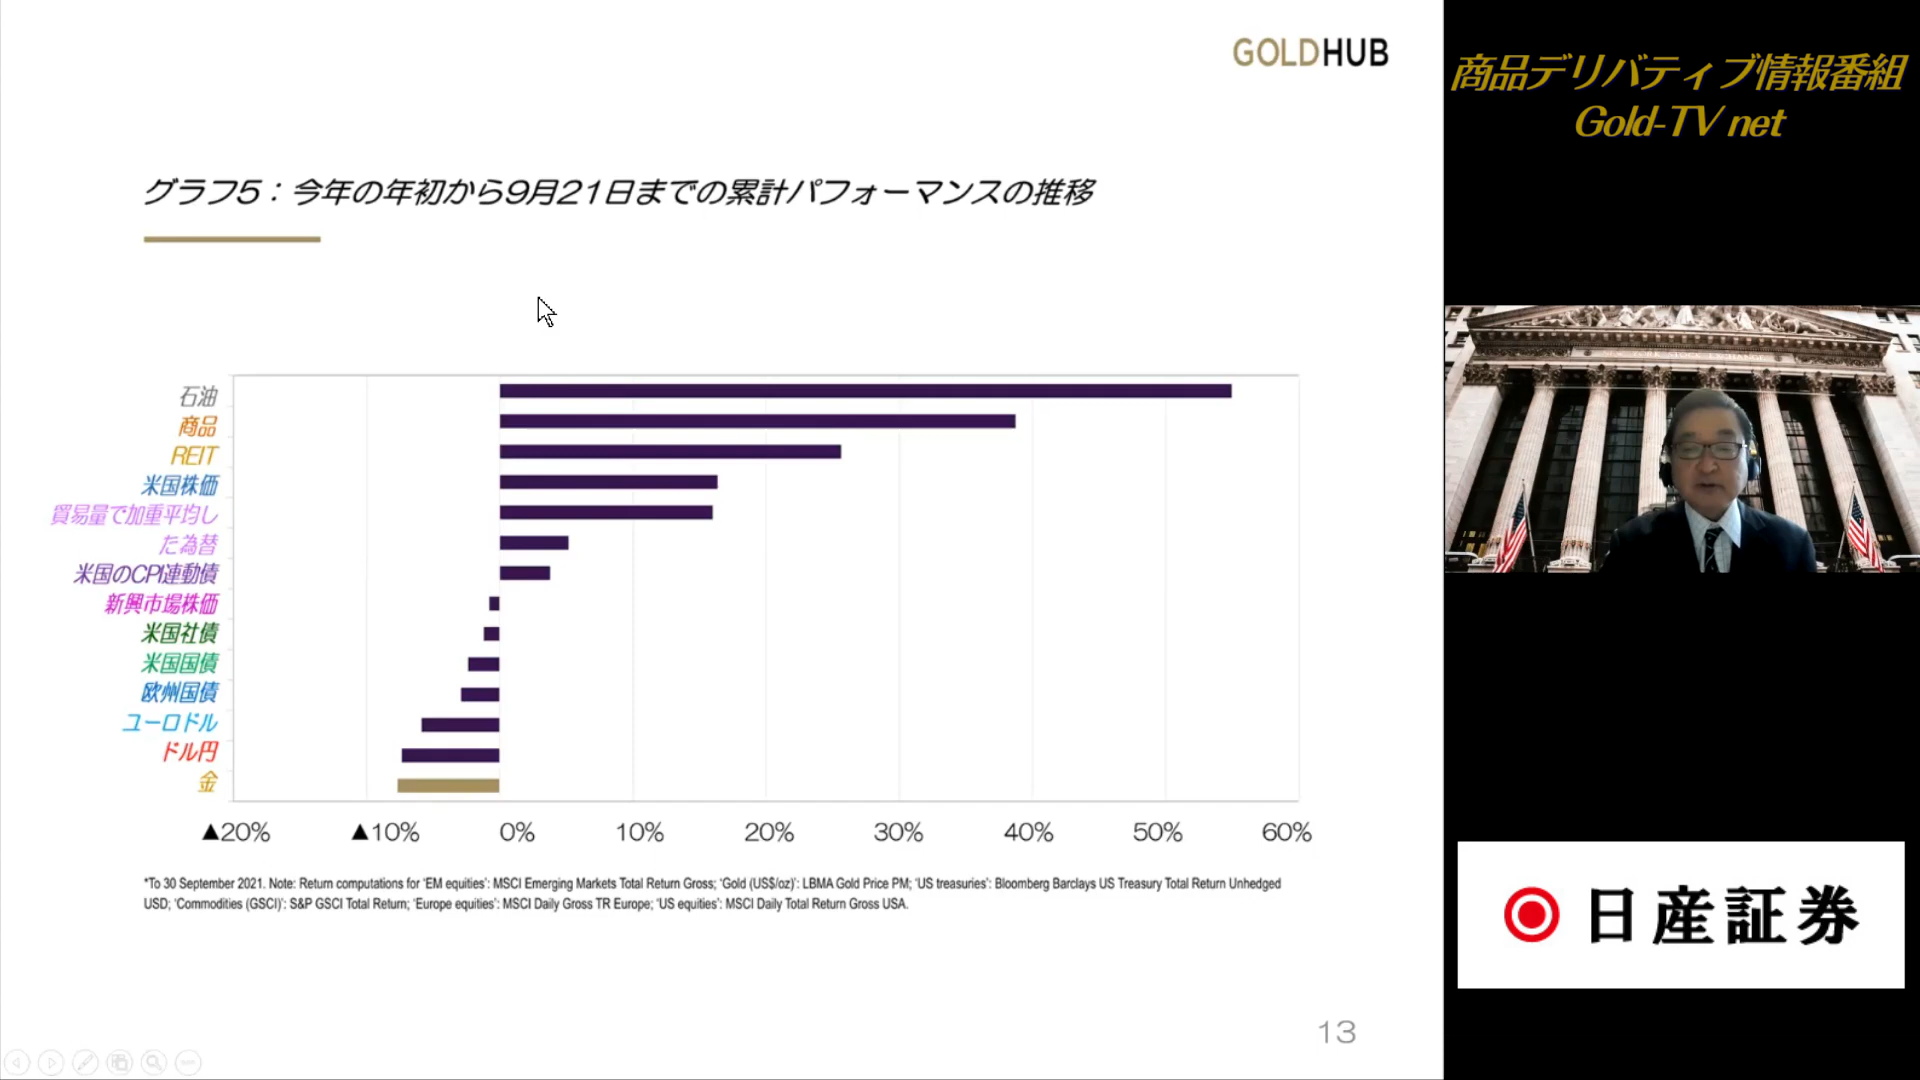 GOLDHUB
グラフ5：今年の年初から9月21日までの累計パフォーマンスの推移
石油
商品
REIT
米国株価
貿易量で加重平均し
た為替
米国のCPI連動債
新興市場株価
米国社債
米国国債
欧州国債
ユーロドル
ドル円
金
▲20% ▲10% 0% 10% 20% 30% 40% 50% 60%
*To 30 September 2021. Note: Return computations for 'EM equities': MSCI Emerging Markets Total Return Gross; 'Gold (US$/oz)': LBMA Gold Price PM; 'US treasuries': Bloomberg Barclays US Treasury Total Return Unhedged
USD; 'Commodities (GSCI)': S&P GSCI Total Return; 'Europe equities': MSCI Daily Gross TR Europe; 'US equities': MSCI Daily Total Return Gross USA.
13
商品デリバティブ情報番組
Gold-TV net
日産証券